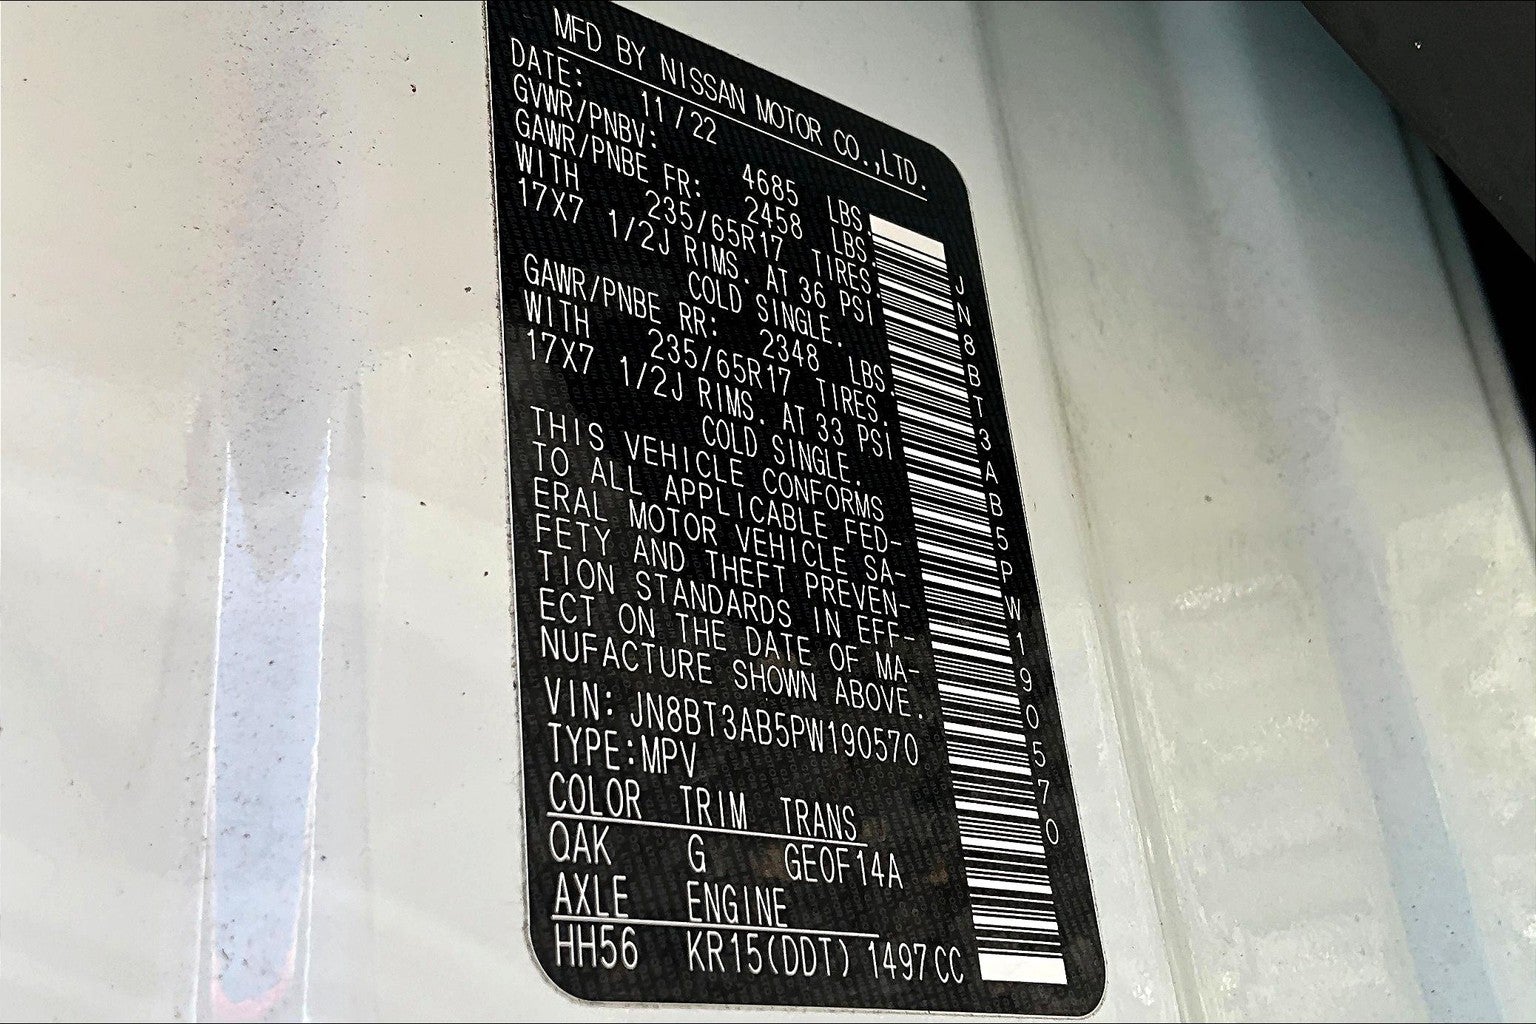 MFD BY NISSAN MOTOR CO.,LTD.
DATE: 11/22
GVWR/PNBV: 4685 LBS.
GAWR/PNBE FR: 2458 LBS.
WITH 235/65R17 TIRES.
17X7 1/2J RIMS. AT 36 PSI
COLD SINGLE.
GAWR/PNBE RR: 2348 LBS.
WITH 235/65R17 TIRES.
17X7 1/2J RIMS. AT 33 PSI
COLD SINGLE.
THIS VEHICLE CONFORMS
TO ALL APPLICABLE FED-
ERAL MOTOR VEHICLE SA-
FETY AND THEFT PREVEN-
TION STANDARDS IN EFF-
ECT ON THE DATE OF MA-
NUFACTURE SHOWN ABOVE.
VIN: JN8BT3AB5PW190570
TYPE:MPV
COLOR TRIM TRANS
QAK G GE0F14A
AXLE ENGINE
HH56 KR15(DDT) 1497CC
JN8BT3AB5PW190570